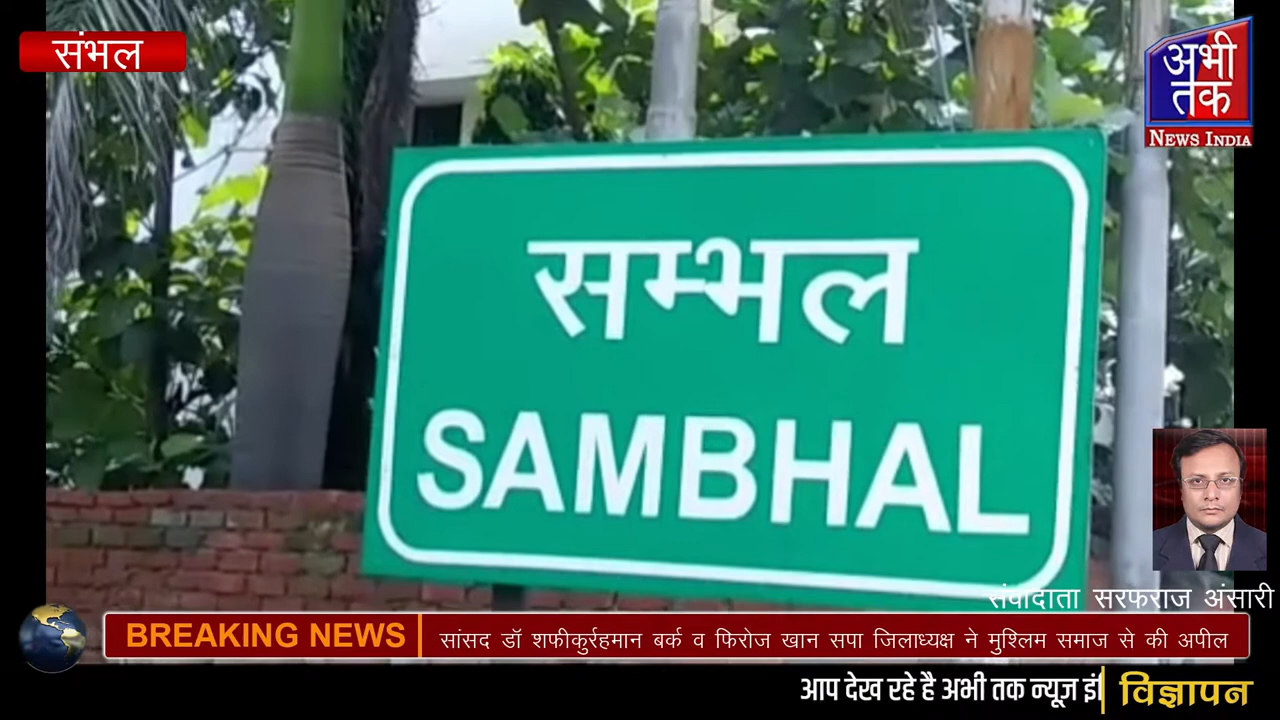 संभल
अभी
तक
NEWS INDIA
सम्भल
SAMBHAL
संवादाता सरफराज अंसारी
BREAKING NEWS
सांसद डॉ शफीकुर्रहमान बर्क व फिरोज खान सपा जिलाध्यक्ष ने मुश्लिम समाज से की अपील
आप देख रहे है अभी तक न्यूज़ इं
विज्ञापन